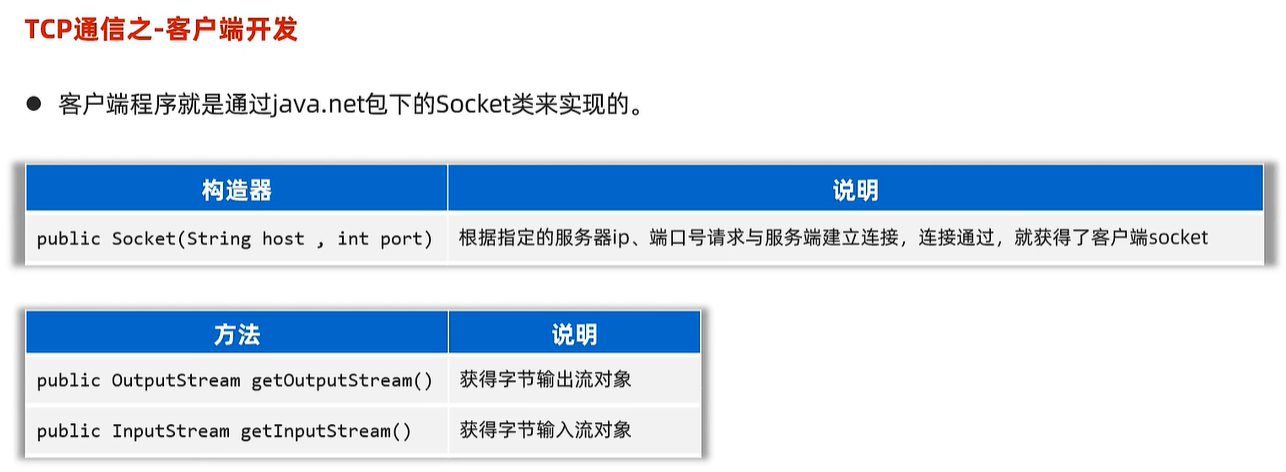 TCP通信之-客户端开发
● 客户端程序就是通过java.net包下的Socket类来实现的。
构造器 说明
public Socket(String host , int port) 根据指定的服务器ip、端口号请求与服务端建立连接，连接通过，就获得了客户端socket
方法 说明
public OutputStream getOutputStream() 获得字节输出流对象
public InputStream getInputStream() 获得字节输入流对象